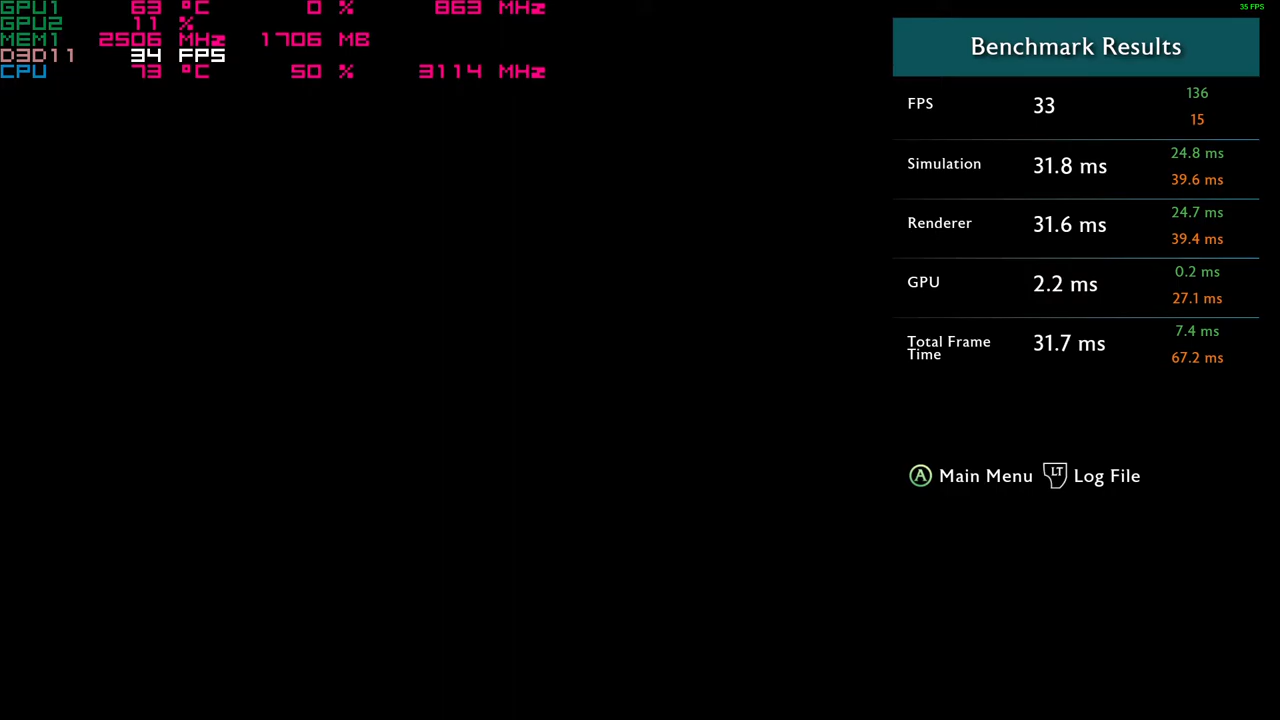 GPU1 63 °C 0 % 863 MHz
GPU2 11 %
MEM1 2506 MHz 1706 MB
D3D11 34 FPS
CPU 73 °C 50 % 3114 MHz
35 FPS
Benchmark Results
FPS 33 136 15
Simulation 31.8 ms 24.8 ms 39.6 ms
Renderer 31.6 ms 24.7 ms 39.4 ms
GPU 2.2 ms 0.2 ms 27.1 ms
Total Frame Time 31.7 ms 7.4 ms 67.2 ms
A Main Menu LT Log File